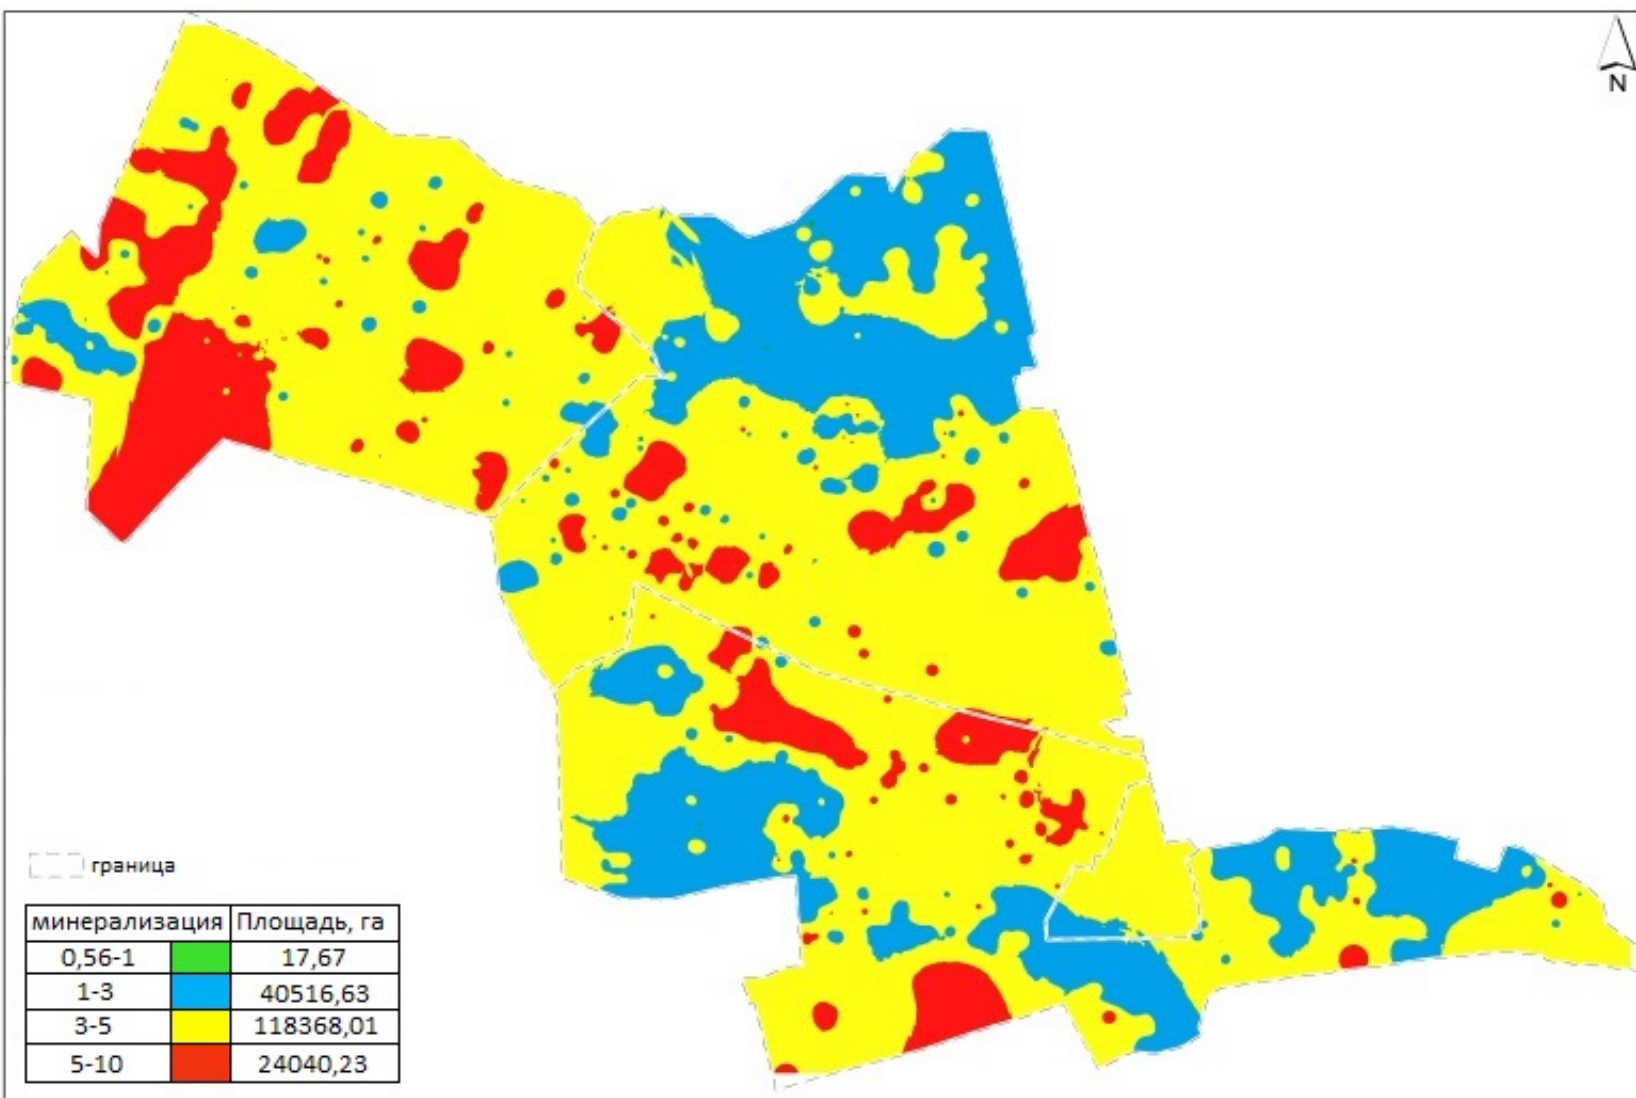 N
граница
минерализация Площадь, га
0,56-1 17,67
1-3 40516,63
3-5 118368,01
5-10 24040,23